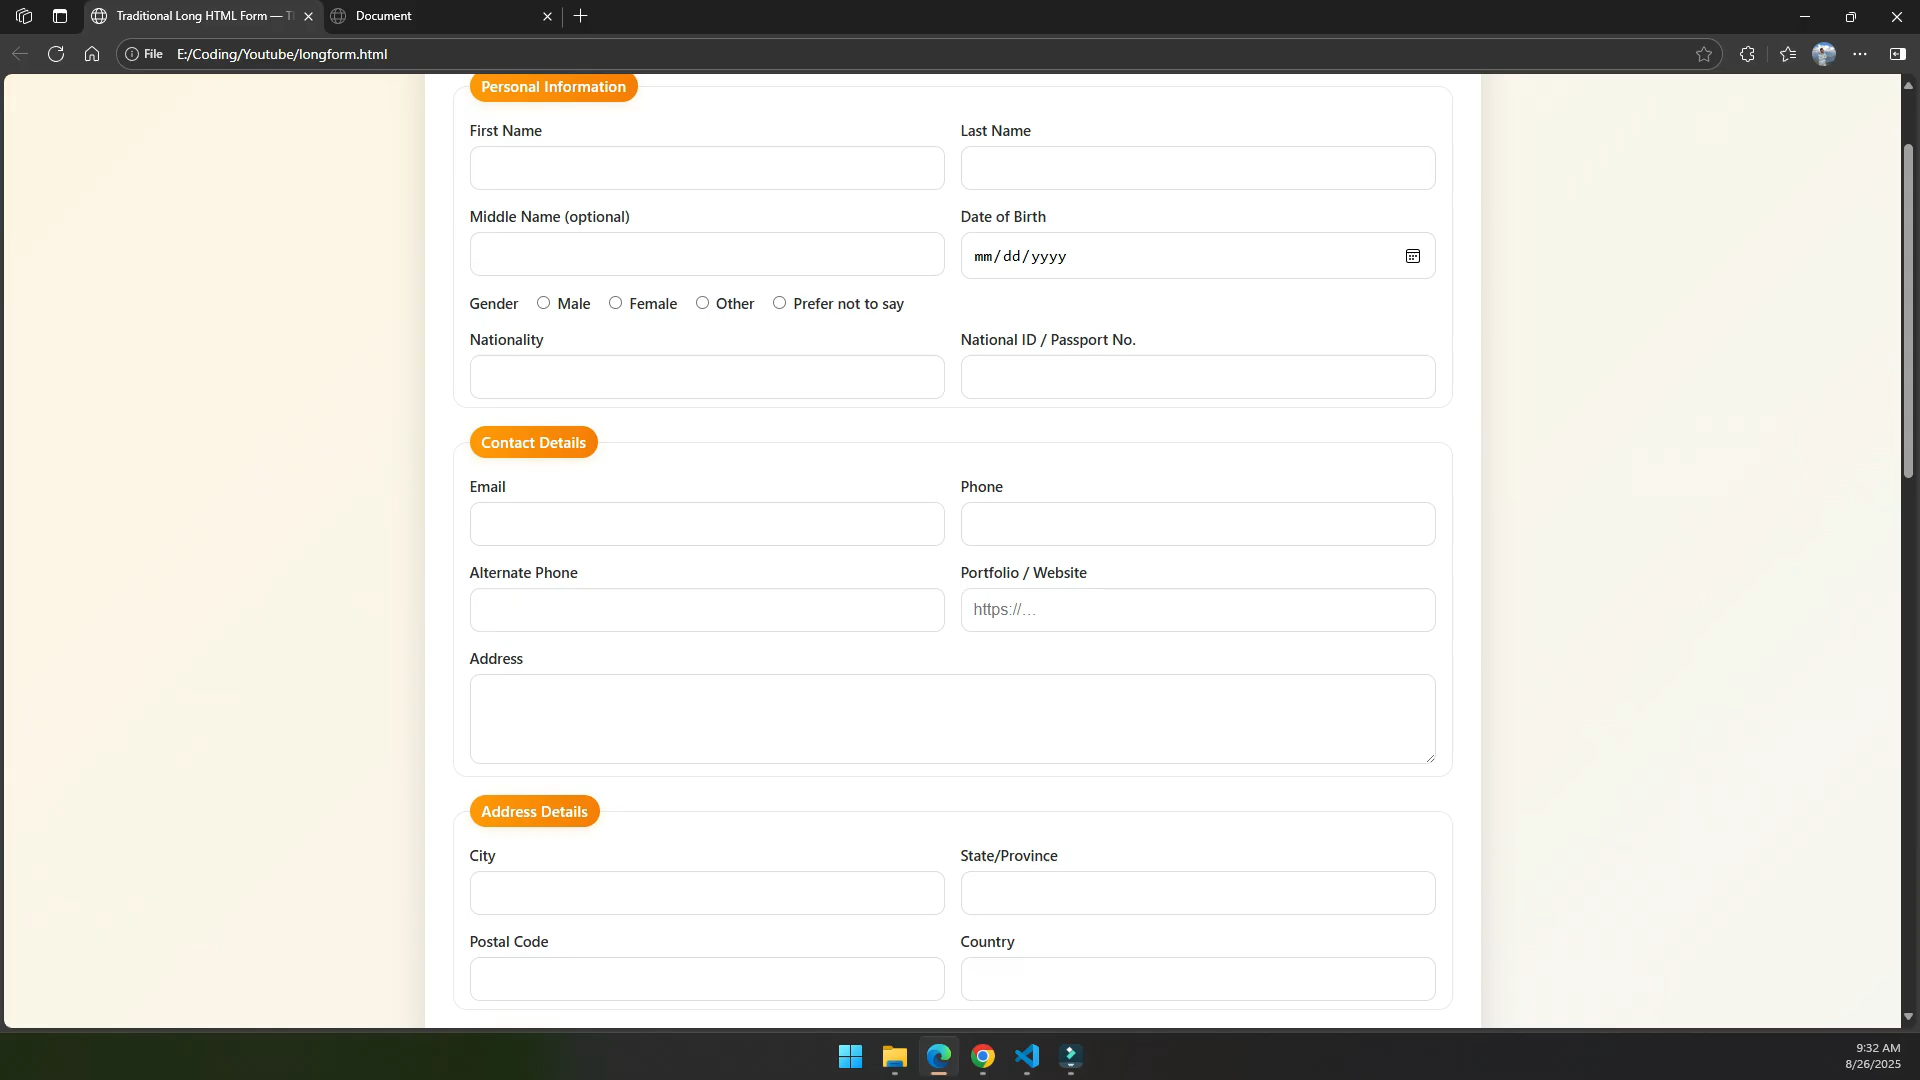 Traditional Long HTML Form — T
Document
File E:/Coding/Youtube/longform.html
Personal Information
First Name Last Name
Middle Name (optional) Date of Birth
mm/dd/yyyy
Gender Male Female Other Prefer not to say
Nationality National ID / Passport No.
Contact Details
Email Phone
Alternate Phone Portfolio / Website
https://…
Address
Address Details
City State/Province
Postal Code Country
9:32 AM
8/26/2025